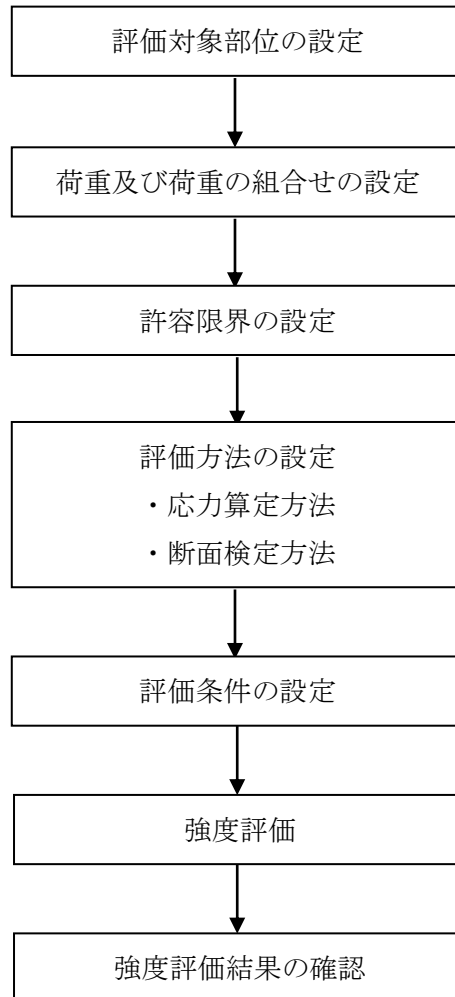 評価対象部位の設定
荷重及び荷重の組合せの設定
許容限界の設定
評価方法の設定
・応力算定方法
・断面検定方法
評価条件の設定
強度評価
強度評価結果の確認